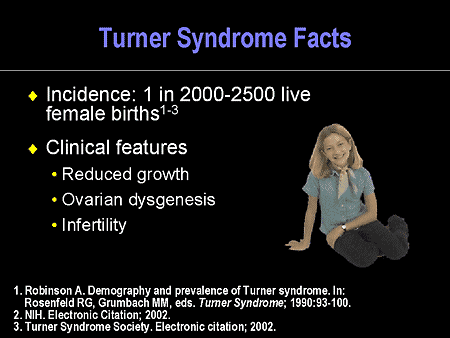 Turner Syndrome Facts
♦ Incidence: 1 in 2000-2500 live
female births1-3
♦ Clinical features
• Reduced growth
• Ovarian dysgenesis
• Infertility
1. Robinson A. Demography and prevalence of Turner syndrome. In:
Rosenfeld RG, Grumbach MM, eds. Turner Syndrome; 1990:93-100.
2. NIH. Electronic Citation; 2002.
3. Turner Syndrome Society. Electronic citation; 2002.